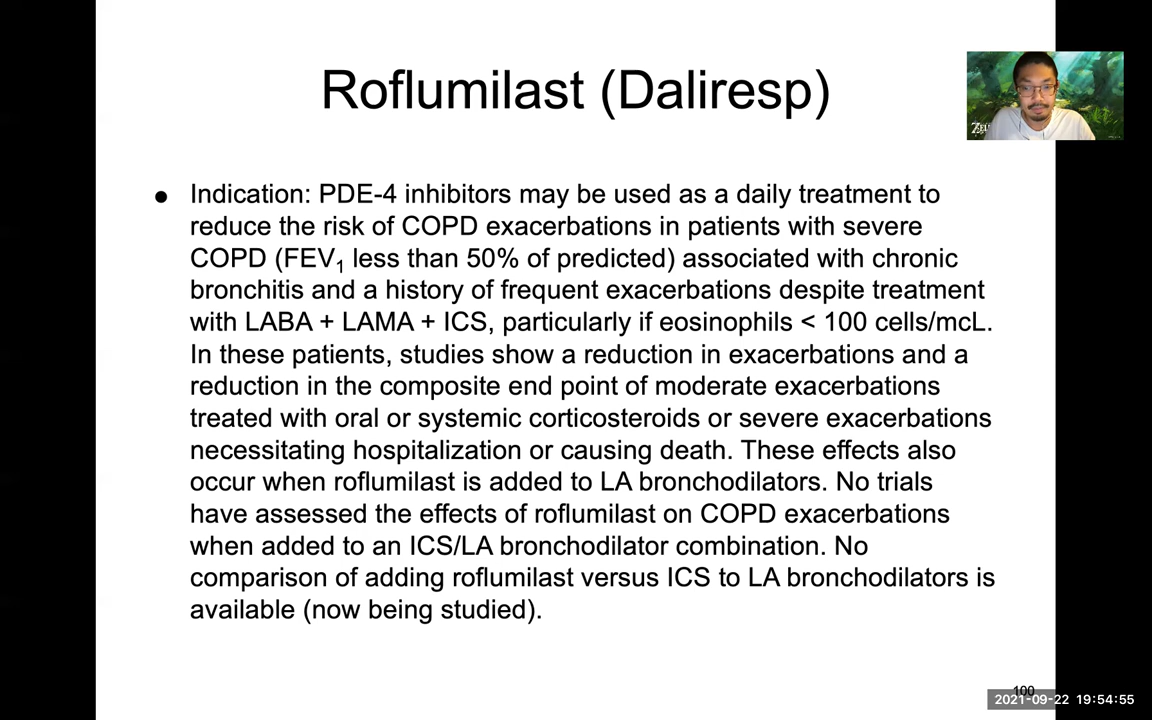 Roflumilast (Daliresp)
● Indication: PDE-4 inhibitors may be used as a daily treatment to
reduce the risk of COPD exacerbations in patients with severe
COPD (FEV₁ less than 50% of predicted) associated with chronic
bronchitis and a history of frequent exacerbations despite treatment
with LABA + LAMA + ICS, particularly if eosinophils < 100 cells/mcL.
In these patients, studies show a reduction in exacerbations and a
reduction in the composite end point of moderate exacerbations
treated with oral or systemic corticosteroids or severe exacerbations
necessitating hospitalization or causing death. These effects also
occur when roflumilast is added to LA bronchodilators. No trials
have assessed the effects of roflumilast on COPD exacerbations
when added to an ICS/LA bronchodilator combination. No
comparison of adding roflumilast versus ICS to LA bronchodilators is
available (now being studied).
100
2021-09-22 19:54:55